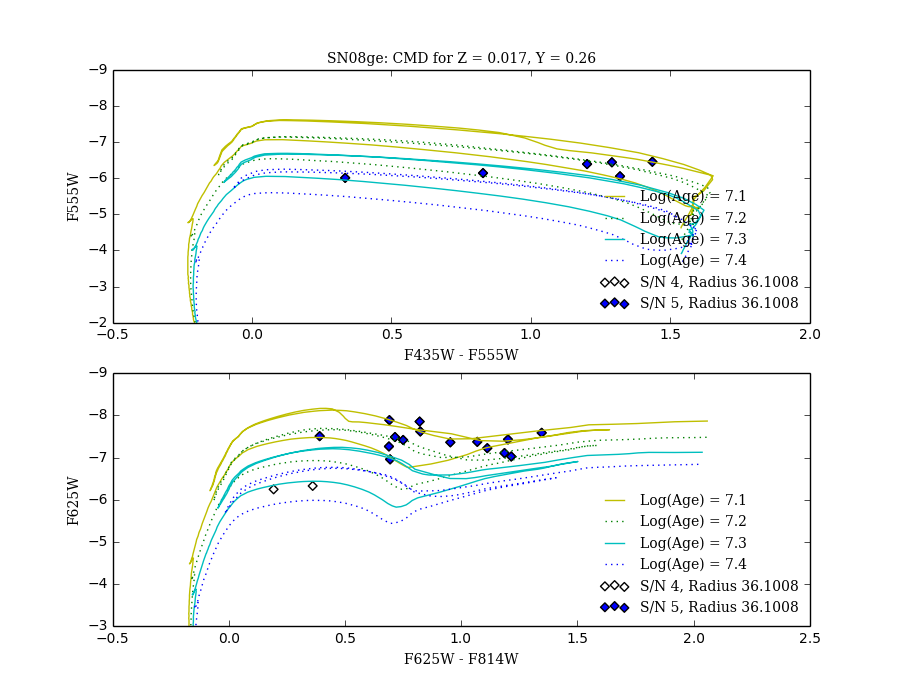 SN08ge: CMD for Z = 0.017, Y = 0.26
−9
−8
−7
−6
−5
−4
−3
−2
F555W
Log(Age) = 7.1
Log(Age) = 7.2
Log(Age) = 7.3
Log(Age) = 7.4
S/N 4, Radius 36.1008
S/N 5, Radius 36.1008
−0.5 0.0 0.5 1.0 1.5 2.0
F435W - F555W
−9
−8
−7
−6
−5
−4
−3
F625W
Log(Age) = 7.1
Log(Age) = 7.2
Log(Age) = 7.3
Log(Age) = 7.4
S/N 4, Radius 36.1008
S/N 5, Radius 36.1008
−0.5 0.0 0.5 1.0 1.5 2.0 2.5
F625W - F814W